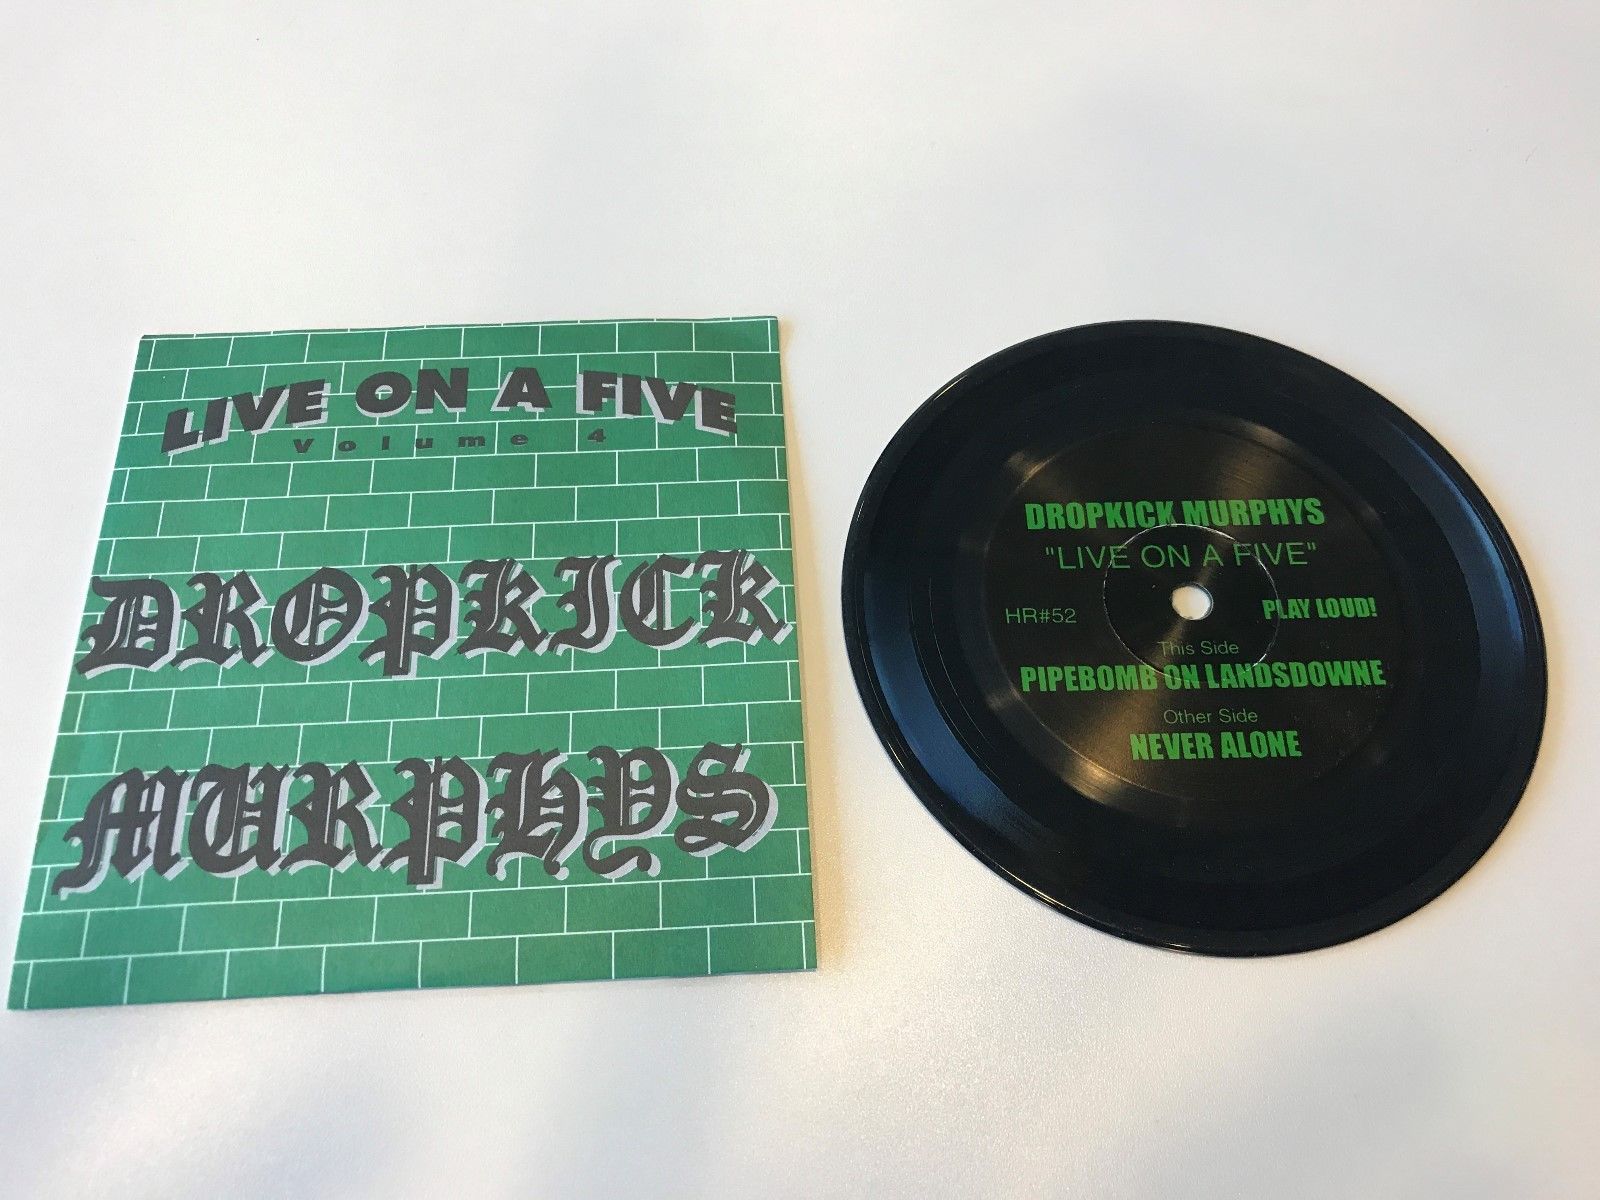 LIVE ON A FIVE
Volume 4
DROPKICK
MURPHYS
DROPKICK MURPHYS
"LIVE ON A FIVE"
HR#52 PLAY LOUD!
This Side
PIPEBOMB ON LANDSDOWNE
Other Side
NEVER ALONE